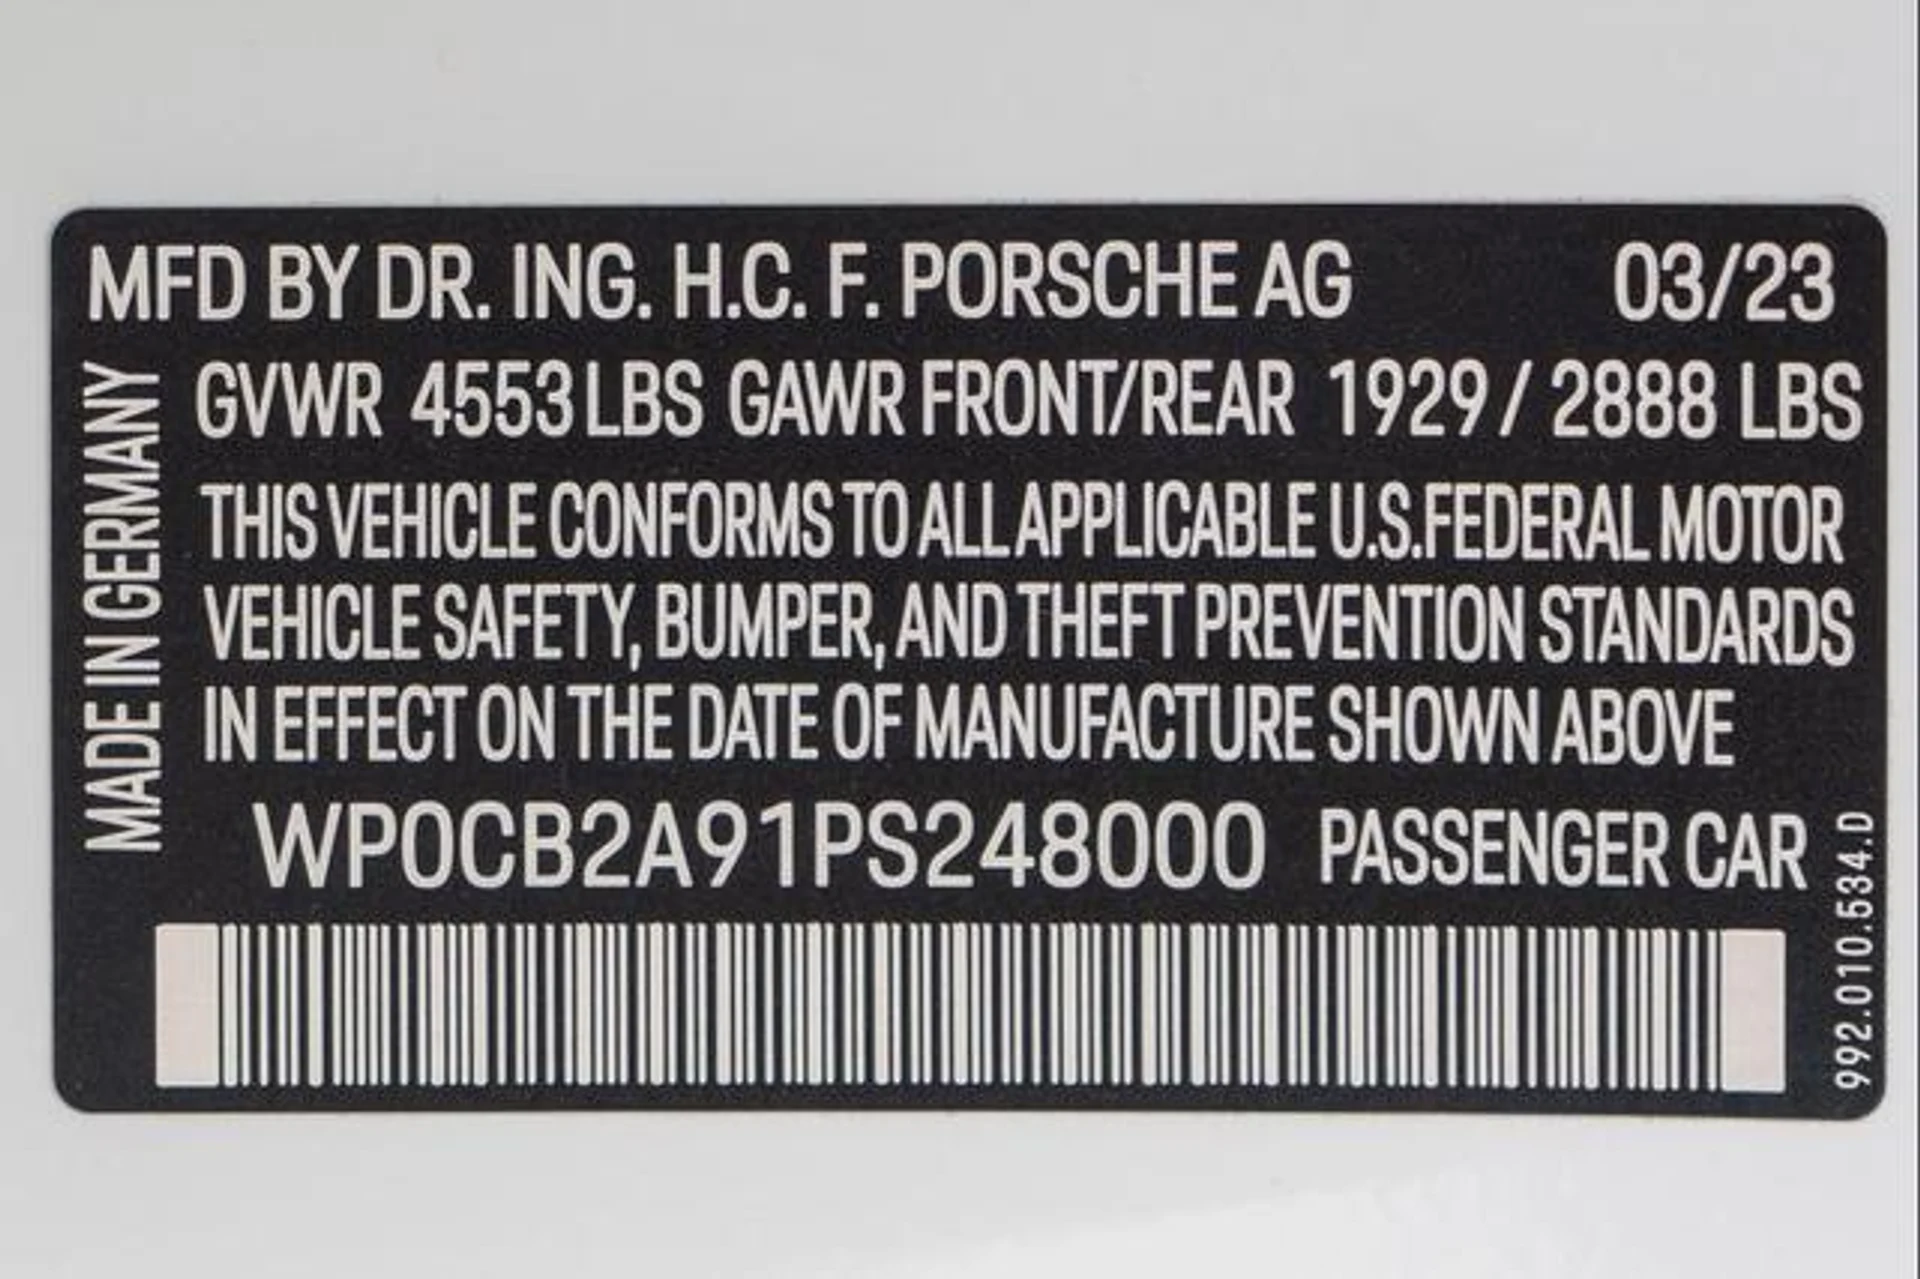 MFD BY DR. ING. H.C. F. PORSCHE AG 03/23
GVWR 4553 LBS GAWR FRONT/REAR 1929 / 2888 LBS
THIS VEHICLE CONFORMS TO ALL APPLICABLE U.S.FEDERAL MOTOR
VEHICLE SAFETY, BUMPER, AND THEFT PREVENTION STANDARDS
IN EFFECT ON THE DATE OF MANUFACTURE SHOWN ABOVE
WP0CB2A91PS248000 PASSENGER CAR
MADE IN GERMANY
992.010.534.D